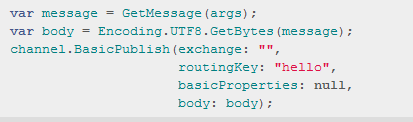 var message = GetMessage(args);
var body = Encoding.UTF8.GetBytes(message);
channel.BasicPublish(exchange: "",
                     routingKey: "hello",
                     basicProperties: null,
                     body: body);